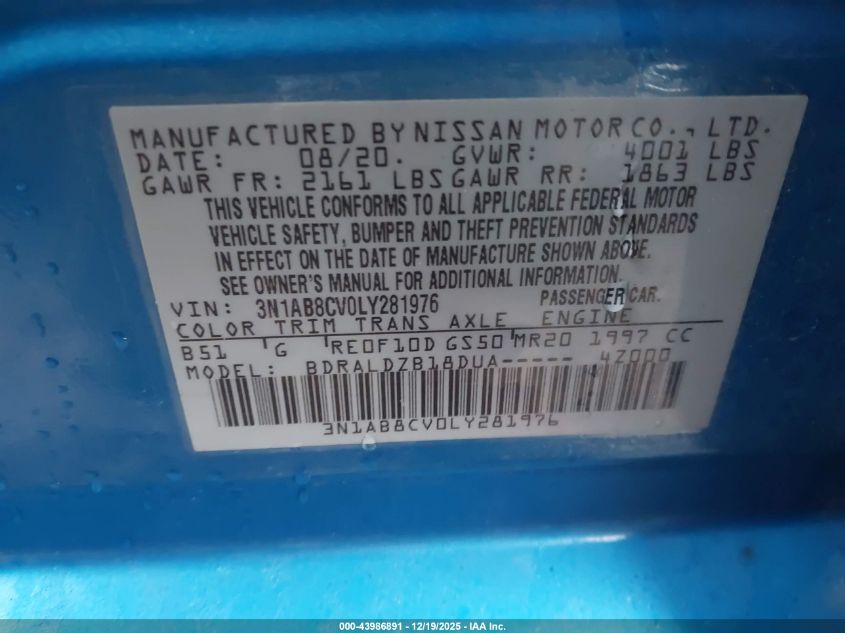 MANUFACTURED BY NISSAN MOTOR CO., LTD.
DATE: 08/20. GVWR: 4001 LBS
GAWR FR: 2161 LBS GAWR RR: 1863 LBS
THIS VEHICLE CONFORMS TO ALL APPLICABLE FEDERAL MOTOR
VEHICLE SAFETY, BUMPER AND THEFT PREVENTION STANDARDS
IN EFFECT ON THE DATE OF MANUFACTURE SHOWN ABOVE.
SEE OWNER'S MANUAL FOR ADDITIONAL INFORMATION.
VIN: 3N1AB8CV0LY281976 PASSENGER CAR.
COLOR TRIM TRANS AXLE ENGINE
B51 'G 'RE0F10D GS50'MR20 1997 CC
MODEL: BDRALDZB18DUA----- 4Z000
3N1AB8CV0LY281976
000-43986891 - 12/19/2025 - IAA Inc.